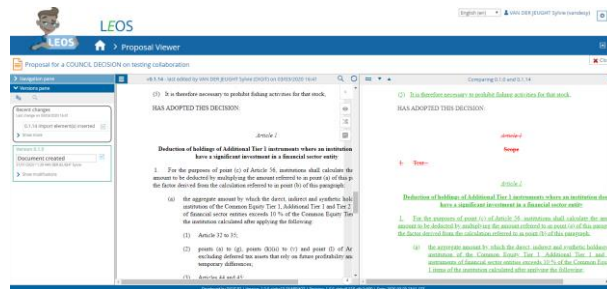 English (en)
VAN DER JEUGHT Sylvie (vandesy)
LEOS
LEOS
> Proposal Viewer
Proposal for a COUNCIL DECISION on testing collaboration
Navigation pane
Versions pane
Recent changes
0.1.14 Import element(s) inserted
Show more
Version 0.1.0
Document created
Show modifications
Comparing 0.1.0 and 0.1.14
(3) It is therefore necessary to prohibit fishing activities for that stock,
HAS ADOPTED THIS DECISION:
Article 1
Deduction of holdings of Additional Tier 1 instruments where an institution
have a significant investment in a financial sector entity
1. For the purposes of point (c) of Article 56, institutions shall calculate the
amount to be deducted by multiplying the amount referred to in point (a) of this p
the factor derived from the calculation referred to in point (b) of this paragraph:
(a) the aggregate amount by which the direct, indirect and synthetic hold
institution of the Common Equity Tier 1, Additional Tier 1 and Tier 2
of financial sector entities exceeds 10 % of the Common Equity Tier
the institution calculated after applying the following:
(1) Article 32 to 35;
(2) points (a) to (g), points (k)(ii) to (v) and point (l) of Ar
excluding deferred tax assets that rely on future profitability an
temporary differences;
(3) Articles 44 and 45;
(3) It is therefore necessary to prohibit fishing activities for that stock,
HAS ADOPTED THIS DECISION:
Article 1
Scope
1. Text...
Article 1
Deduction of holdings of Additional Tier 1 instruments where an institution does
have a significant investment in a financial sector entity
1. For the purposes of point (c) of Article 56, institutions shall calculate the
amount to be deducted by multiplying the amount referred to in point (a) of this
the factor derived from the calculation referred to in point (b) of this paragraph:
(a) the aggregate amount by which the direct, indirect and synthetic holdings
institution of the Common Equity Tier 1, Additional Tier 1 and Tier 2
instruments of financial sector entities exceeds 10 % of the Common Equity
1 items of the institution calculated after applying the following: